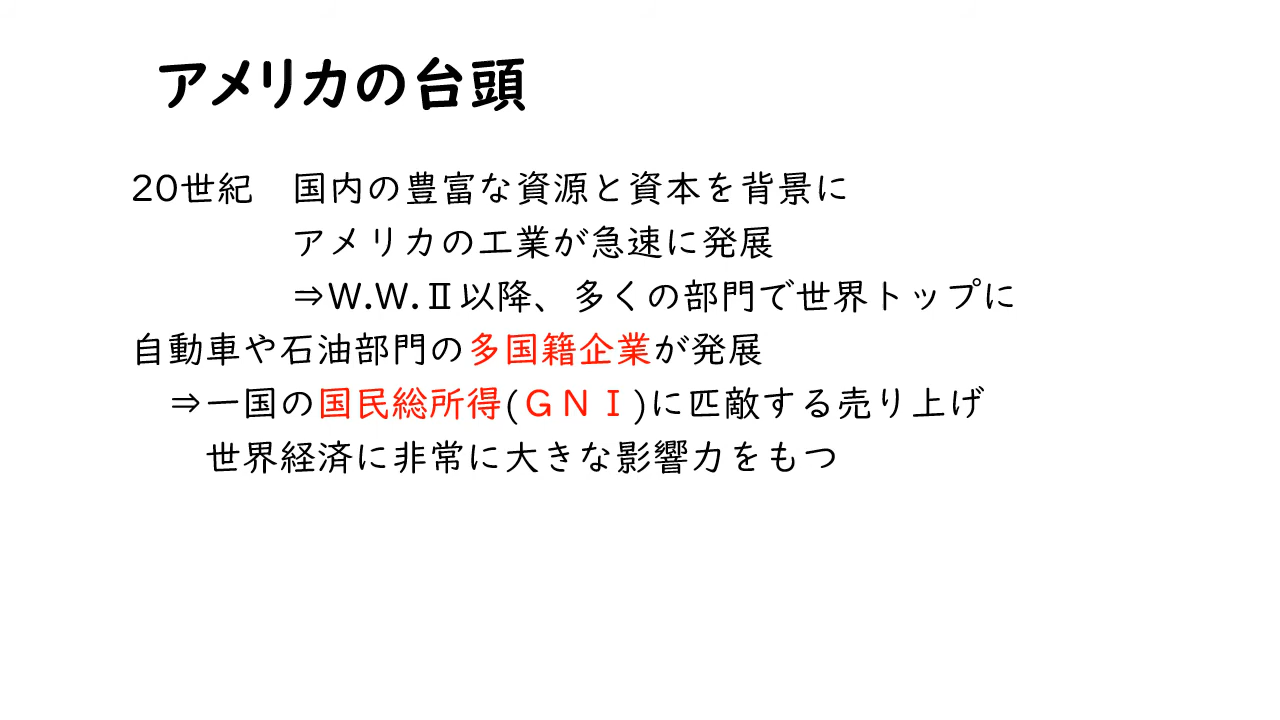 アメリカの台頭
20世紀　国内の豊富な資源と資本を背景に
アメリカの工業が急速に発展
⇒W.W.Ⅱ以降、多くの部門で世界トップに
自動車や石油部門の多国籍企業が発展
⇒一国の国民総所得(ＧＮＩ)に匹敵する売り上げ
世界経済に非常に大きな影響力をもつ